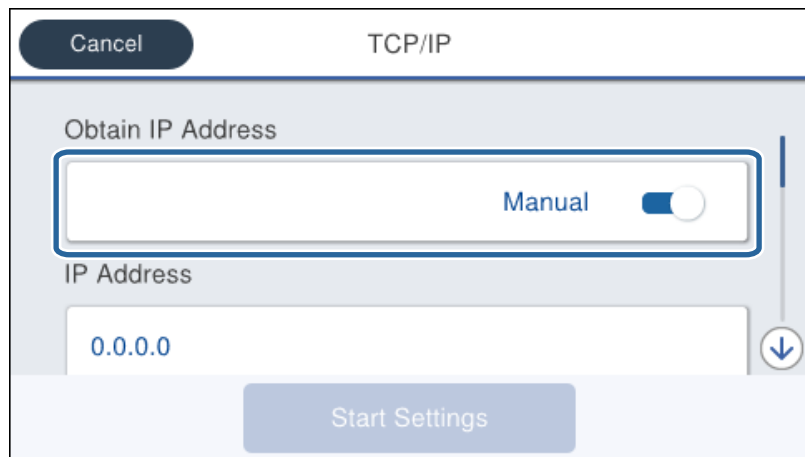 Cancel
TCP/IP
Obtain IP Address
Manual
IP Address
0.0.0.0
Start Settings